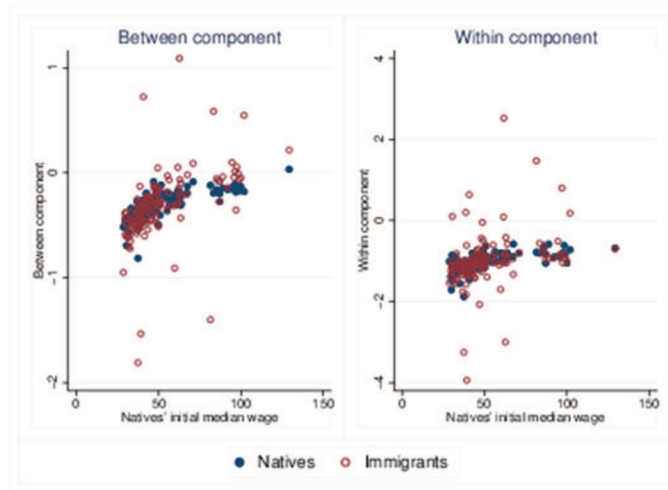 Between component
Within component
Between component
1
0
-1
-2
0
50
100
150
Natives' initial median wage
Within component
4
2
0
-2
-4
0
50
100
150
Natives' initial median wage
Natives
Immigrants